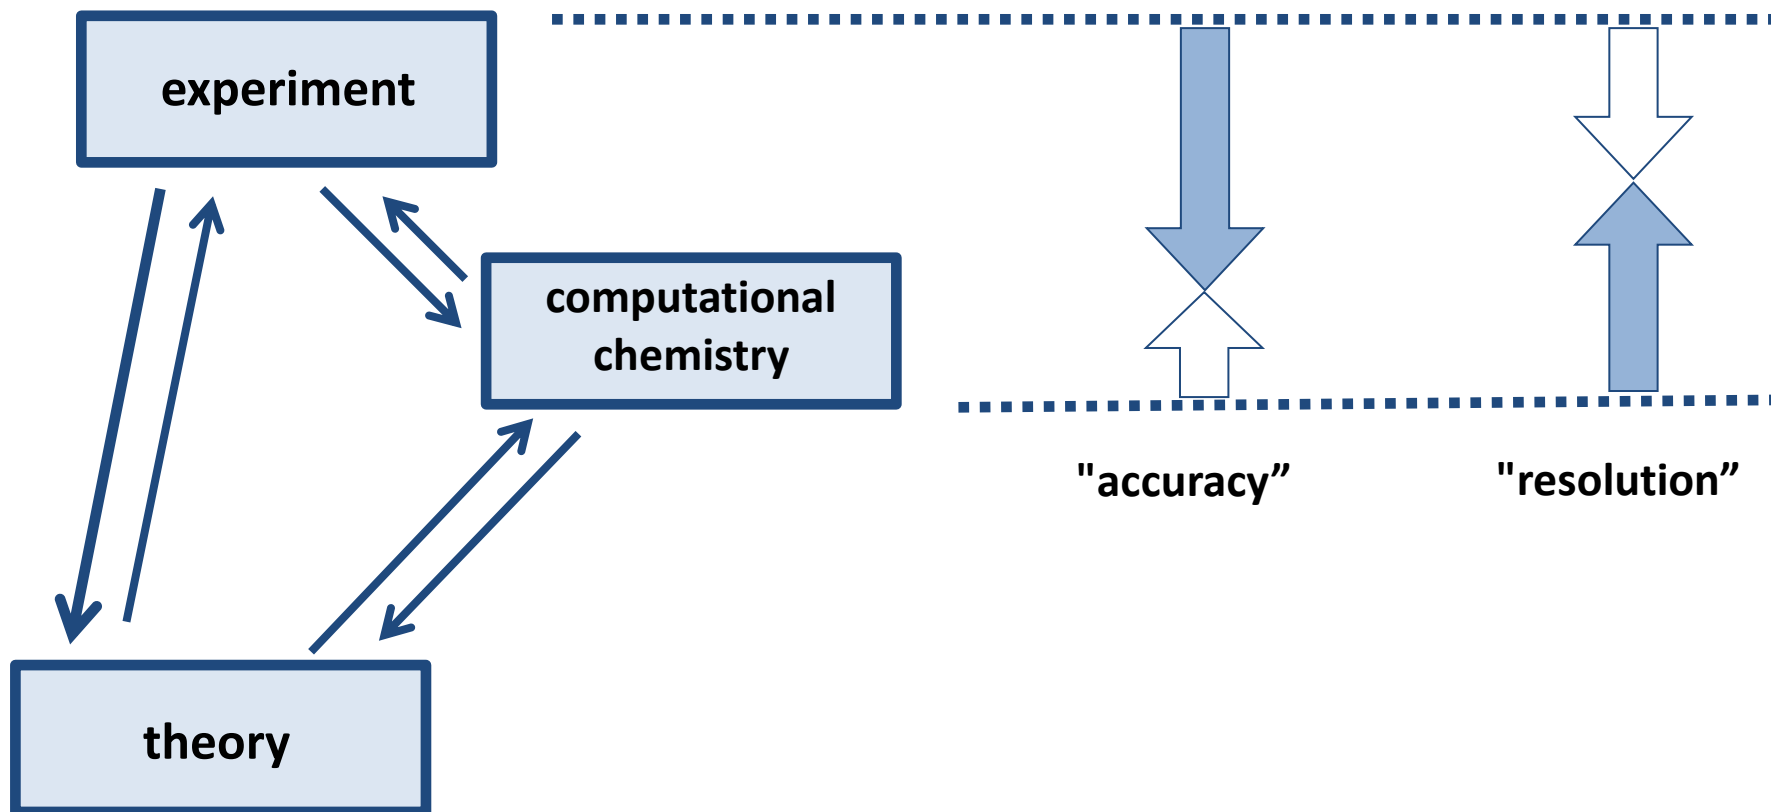 experiment
computational
chemistry
"accuracy”
"resolution”
theory